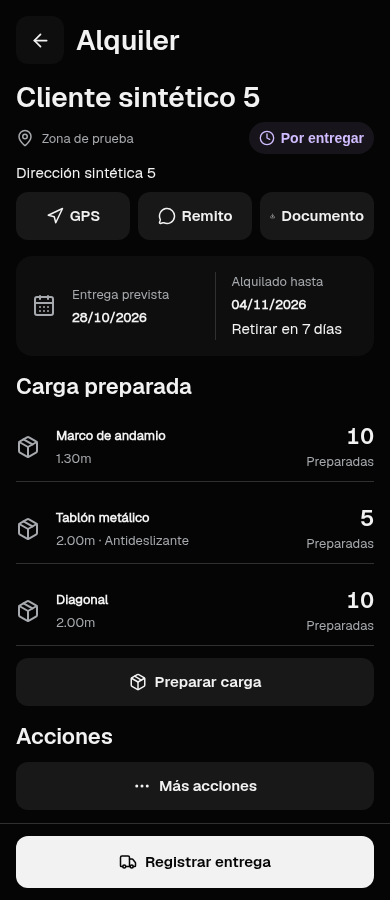 Alquiler
Cliente sintético 5
Zona de prueba
Por entregar
Dirección sintética 5
GPS
Remito
Documento
Entrega prevista
28/10/2026
Alquilado hasta
04/11/2026
Retirar en 7 días
Carga preparada
Marco de andamio
1.30m
10
Preparadas
Tablón metálico
2.00m · Antideslizante
5
Preparadas
Diagonal
2.00m
10
Preparadas
Preparar carga
Acciones
Más acciones
Registrar entrega